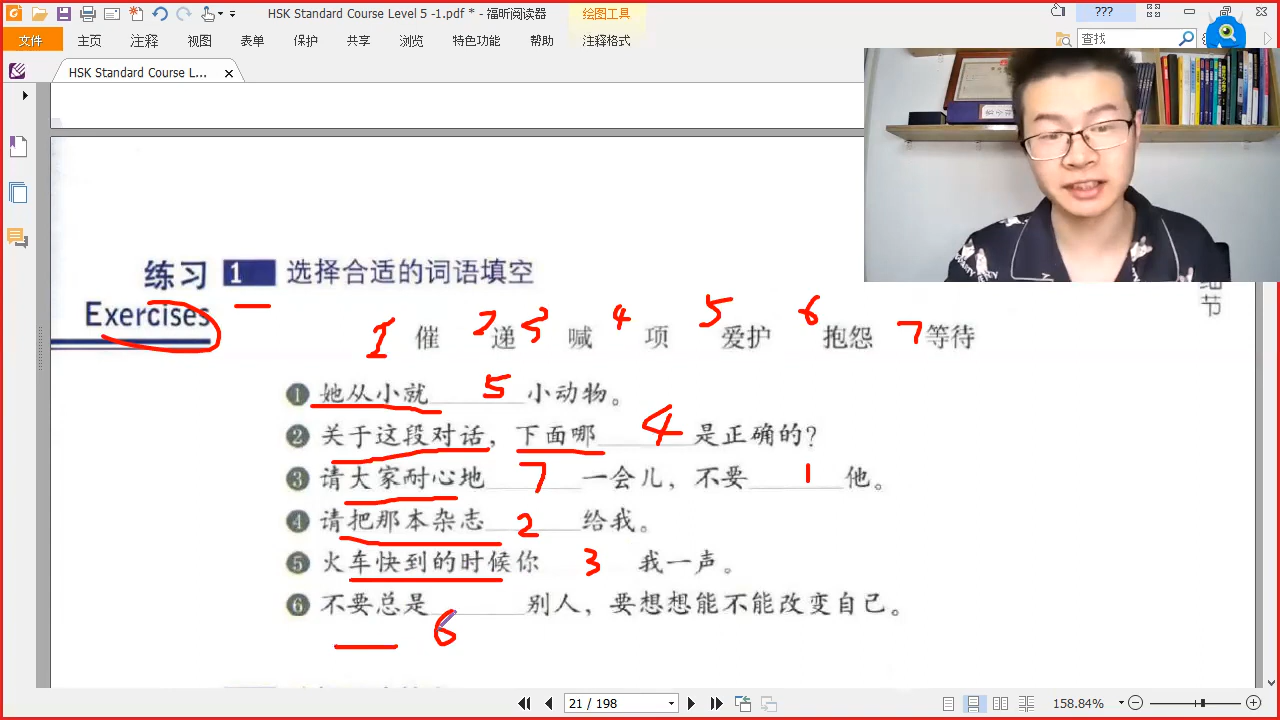 HSK Standard Course Level 5 -1.pdf * - 福昕阅读器 绘图工具 ???
文件 主页 注释 视图 表单 保护 共享 浏览 特色功能 帮助 注释格式 查找
HSK Standard Course L... ×
练习 1 选择合适的词语填空
Exercises
细节
1 催 2 递 3 喊 4 项 5 爱护 6 抱怨 7 等待
1 她从小就 5 小动物。
2 关于这段对话，下面哪 4 是正确的？
3 请大家耐心地 7 一会儿，不要 1 他。
4 请把那本杂志 2 给我。
5 火车快到的时候你 3 我一声。
6 不要总是 6 别人，要想想能不能改变自己。
21 / 198 158.84%